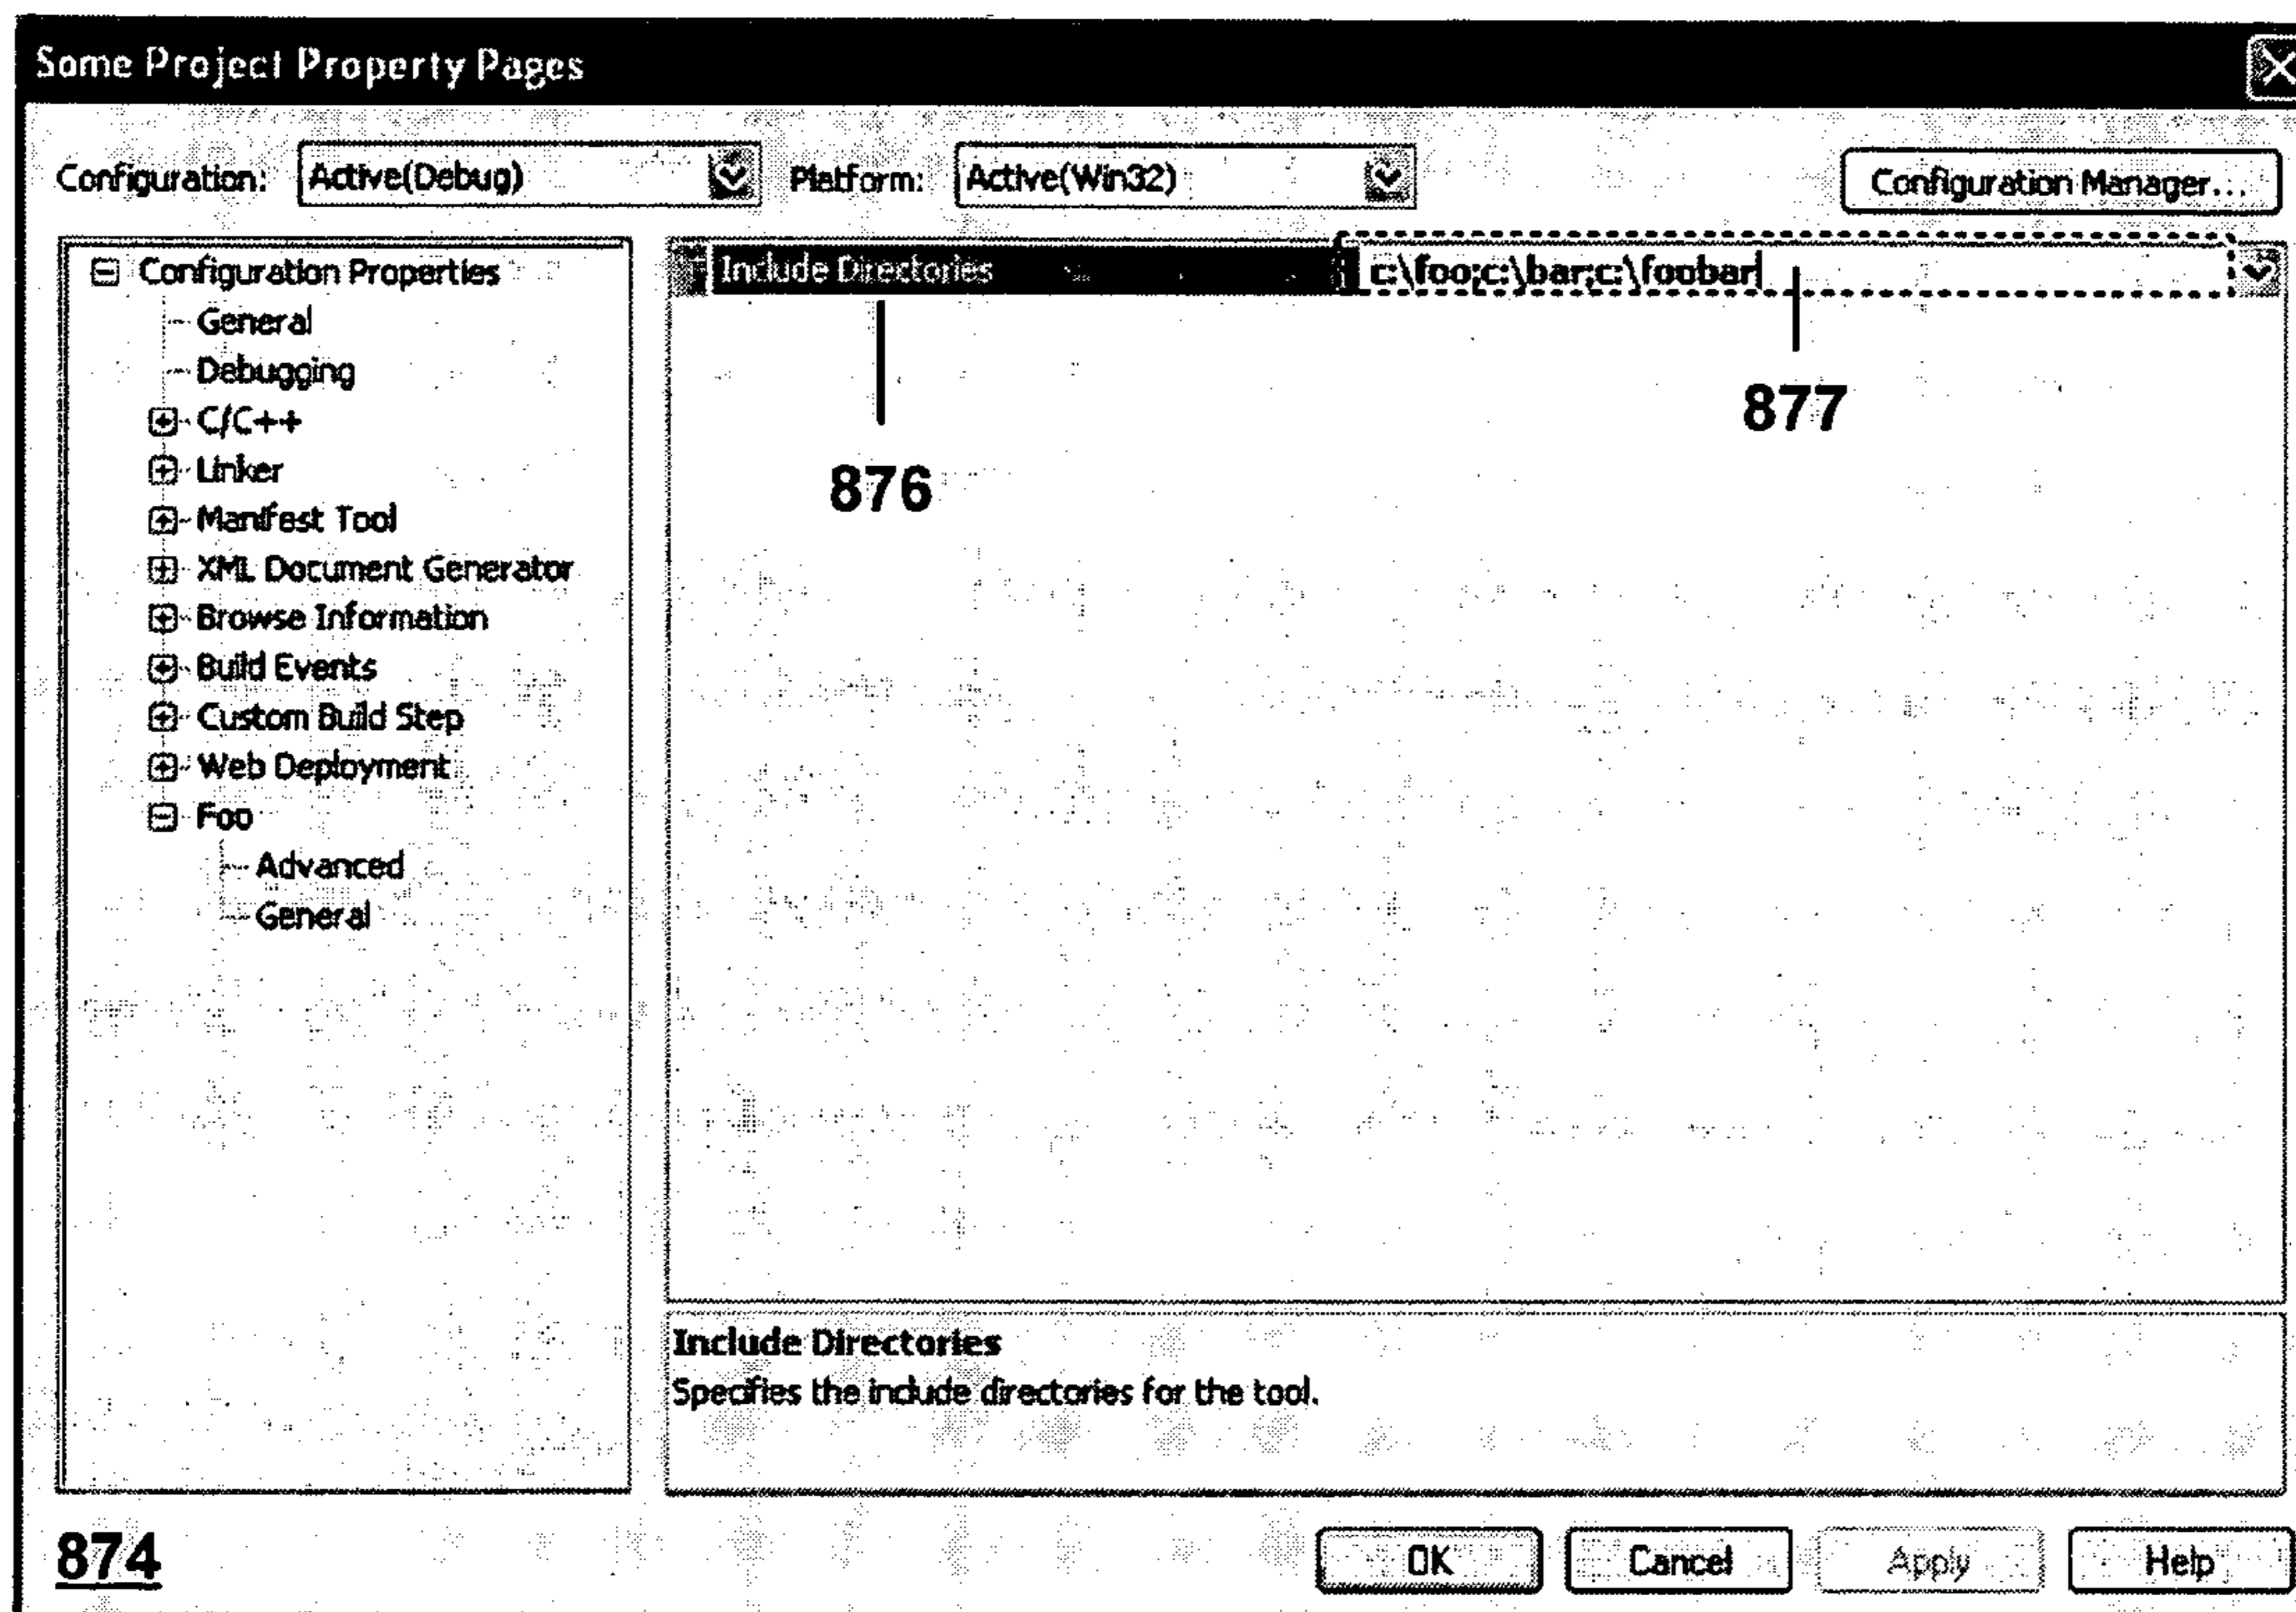 Some Project Property Pages
Configuration: Active(Debug) Platform: Active(Win32) Configuration Manager...
Configuration Properties
General
Debugging
C/C++
Linker
Manifest Tool
XML Document Generator
Browse Information
Build Events
Custom Build Step
Web Deployment
Foo
Advanced
General
Include Directories c:\foo;c:\bar;c:\foobar
877
876
Include Directories
Specifies the include directories for the tool.
874
OK Cancel Apply Help